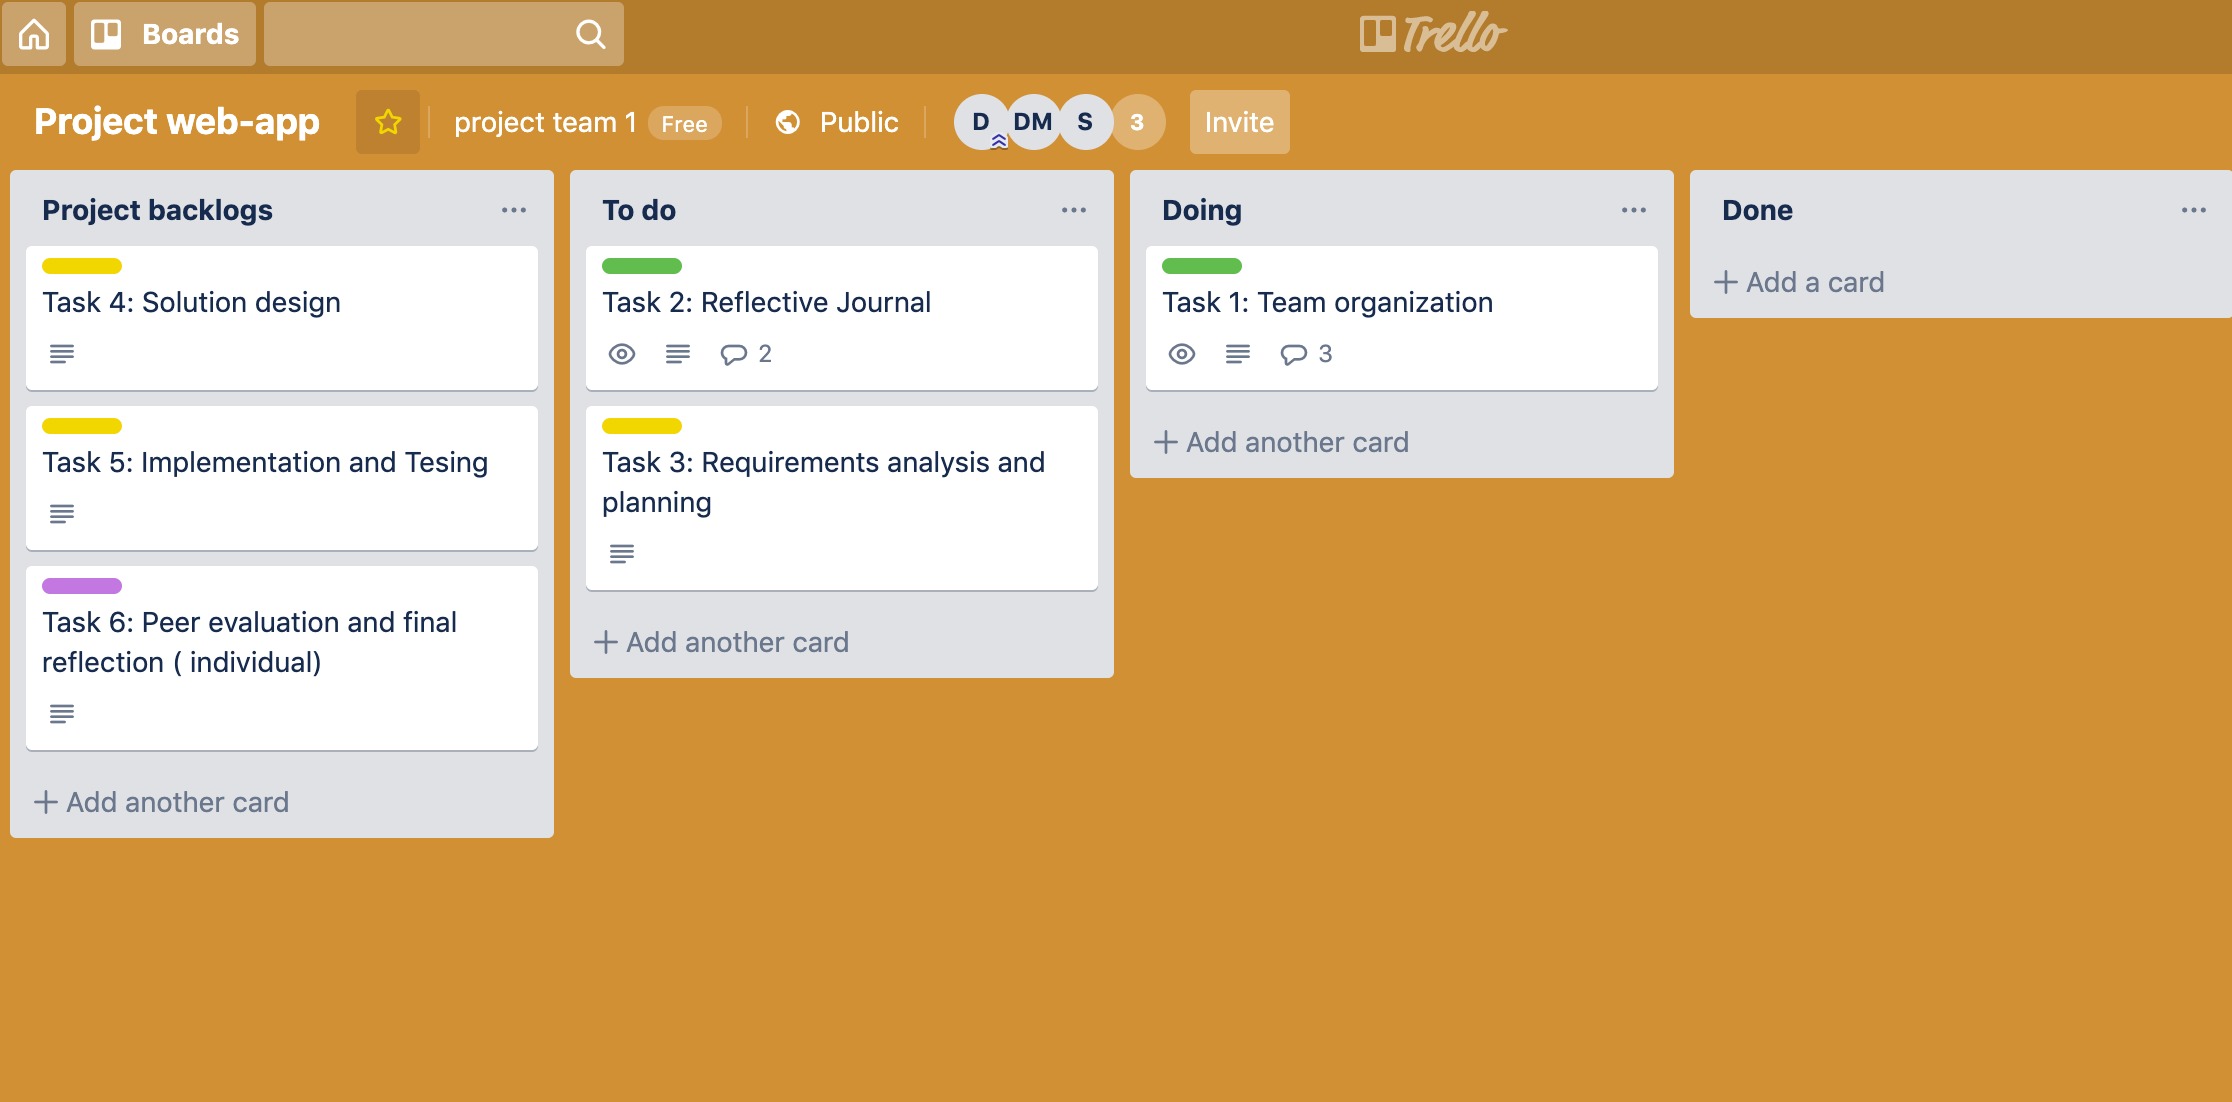 Boards
Trello
Project web-app
project team 1 Free
Public
D DM S 3
Invite
Project backlogs
Task 4: Solution design
Task 5: Implementation and Tesing
Task 6: Peer evaluation and final
reflection ( individual)
+ Add another card
To do
Task 2: Reflective Journal
2
Task 3: Requirements analysis and
planning
+ Add another card
Doing
Task 1: Team organization
3
+ Add another card
Done
+ Add a card